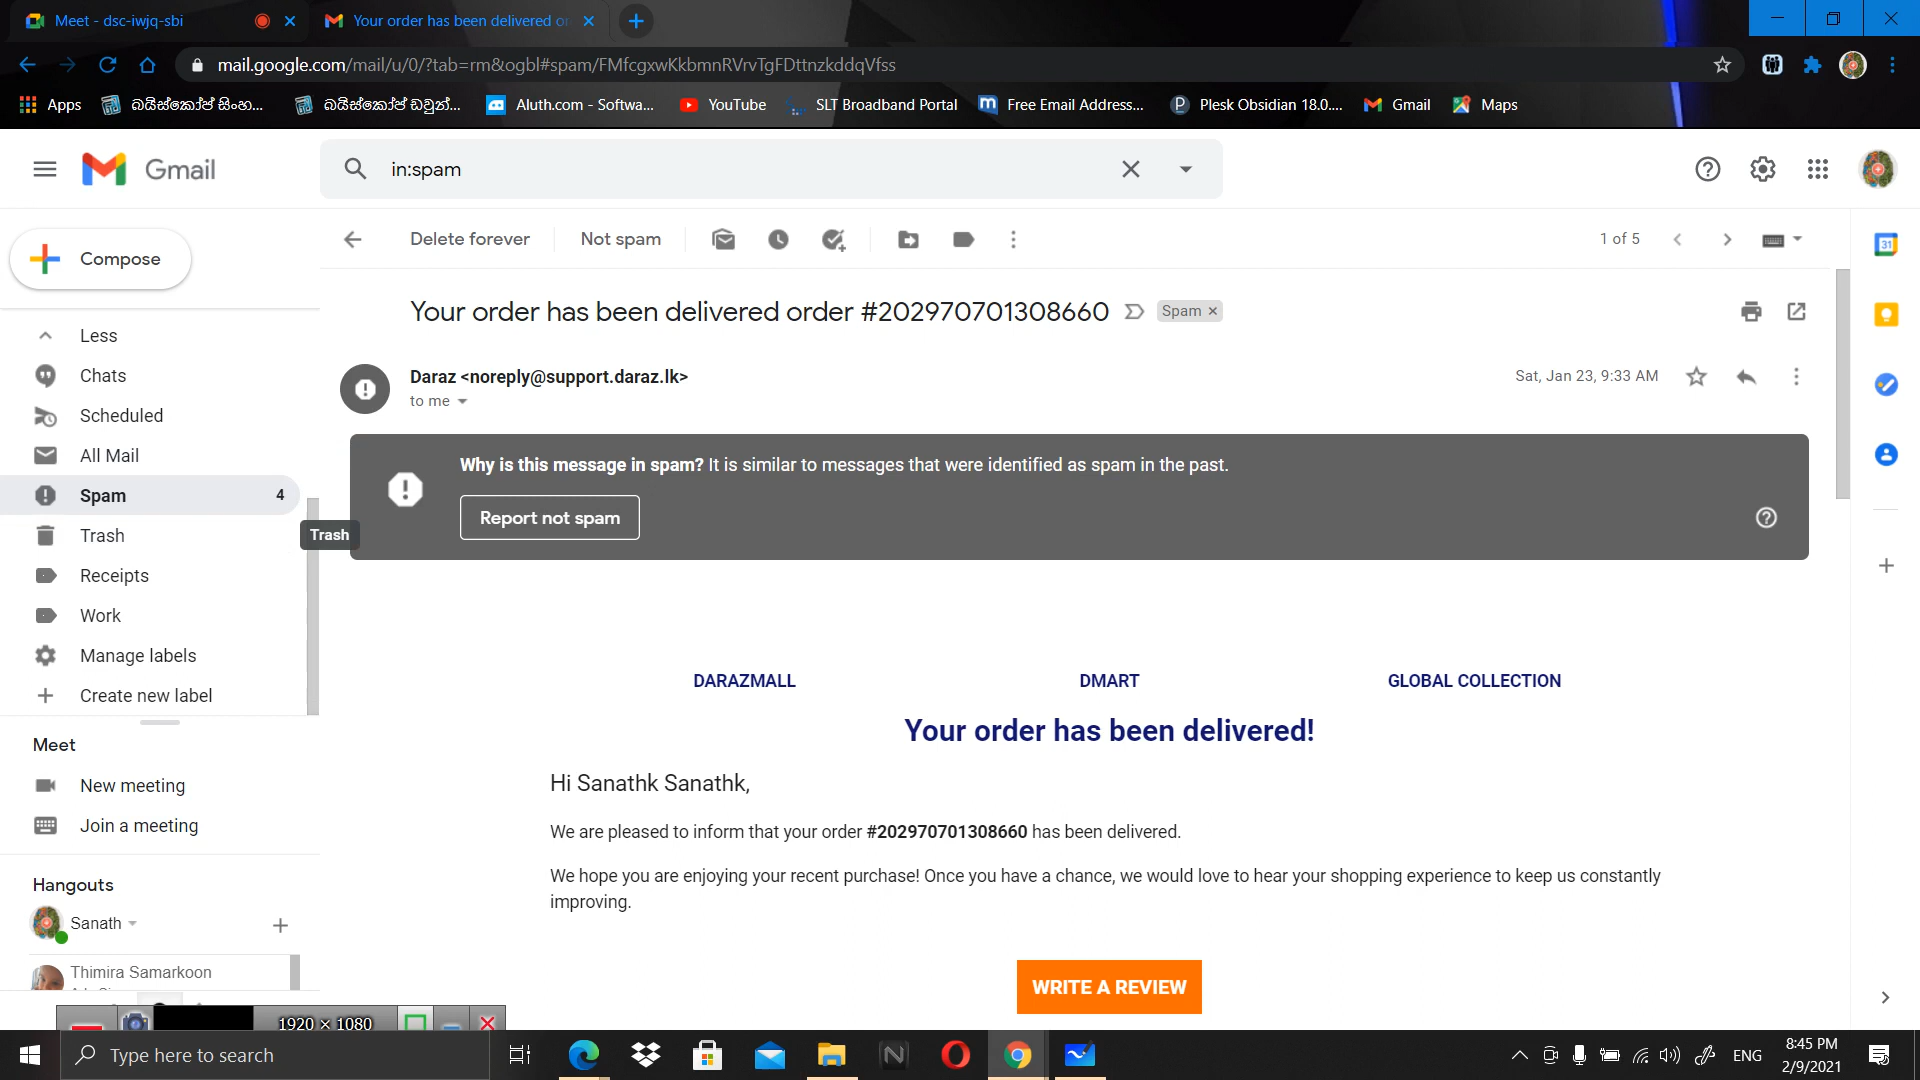 Meet - dsc-iwjq-sbi
Your order has been delivered or
mail.google.com/mail/u/0/?tab=rm&ogbl#spam/FMfcgxwKkbmnRVrvTgFDttnzkddqVfss
Apps බයිස්කෝප් සිංහ... බයිස්කෝප් ඩවුන්... Aluth.com - Softwa... YouTube SLT Broadband Portal Free Email Address... Plesk Obsidian 18.0.... Gmail Maps
Gmail
in:spam
Compose
Delete forever Not spam 1 of 5
Your order has been delivered order #202970701308660 Spam ×
Less
Chats
Scheduled
All Mail
Spam 4
Trash
Trash
Receipts
Work
Manage labels
Create new label
Daraz <noreply@support.daraz.lk> Sat, Jan 23, 9:33 AM
to me
Why is this message in spam? It is similar to messages that were identified as spam in the past.
Report not spam
DARAZMALL DMART GLOBAL COLLECTION
Your order has been delivered!
Hi Sanathk Sanathk,
We are pleased to inform that your order #202970701308660 has been delivered.
We hope you are enjoying your recent purchase! Once you have a chance, we would love to hear your shopping experience to keep us constantly
improving.
WRITE A REVIEW
Meet
New meeting
Join a meeting
Hangouts
Sanath
Thimira Samarkoon
1920 × 1080
Type here to search
ENG
8:45 PM
2/9/2021
31